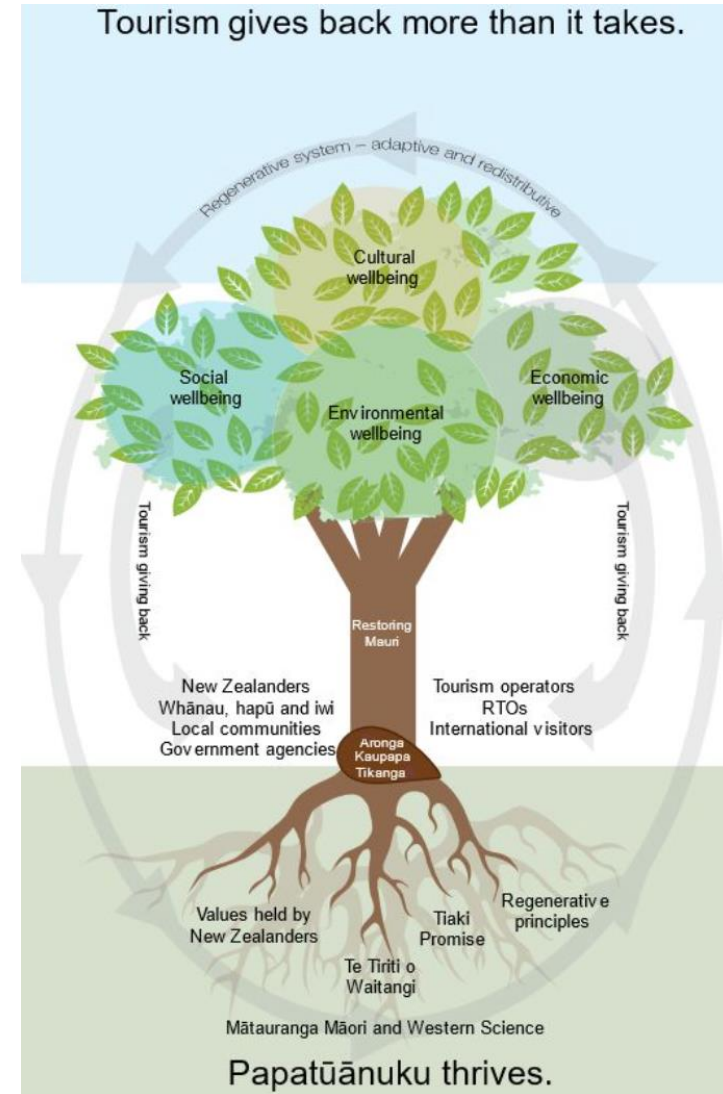 Tourism gives back more than it takes.
Regenerative system – adaptive and redistributive
Cultural
wellbeing
Social
wellbeing
Economic
wellbeing
Environmental
wellbeing
Tourism giving back
Tourism giving back
Restoring
Mauri
New Zealanders
Whānau, hapū and iwi
Local communities
Government agencies
Tourism operators
RTOs
International visitors
Aronga
Kaupapa
Tikanga
Values held by
New Zealanders
Te Tiriti o
Waitangi
Tiaki
Promise
Regenerative
principles
Mātauranga Māori and Western Science
Papatūānuku thrives.